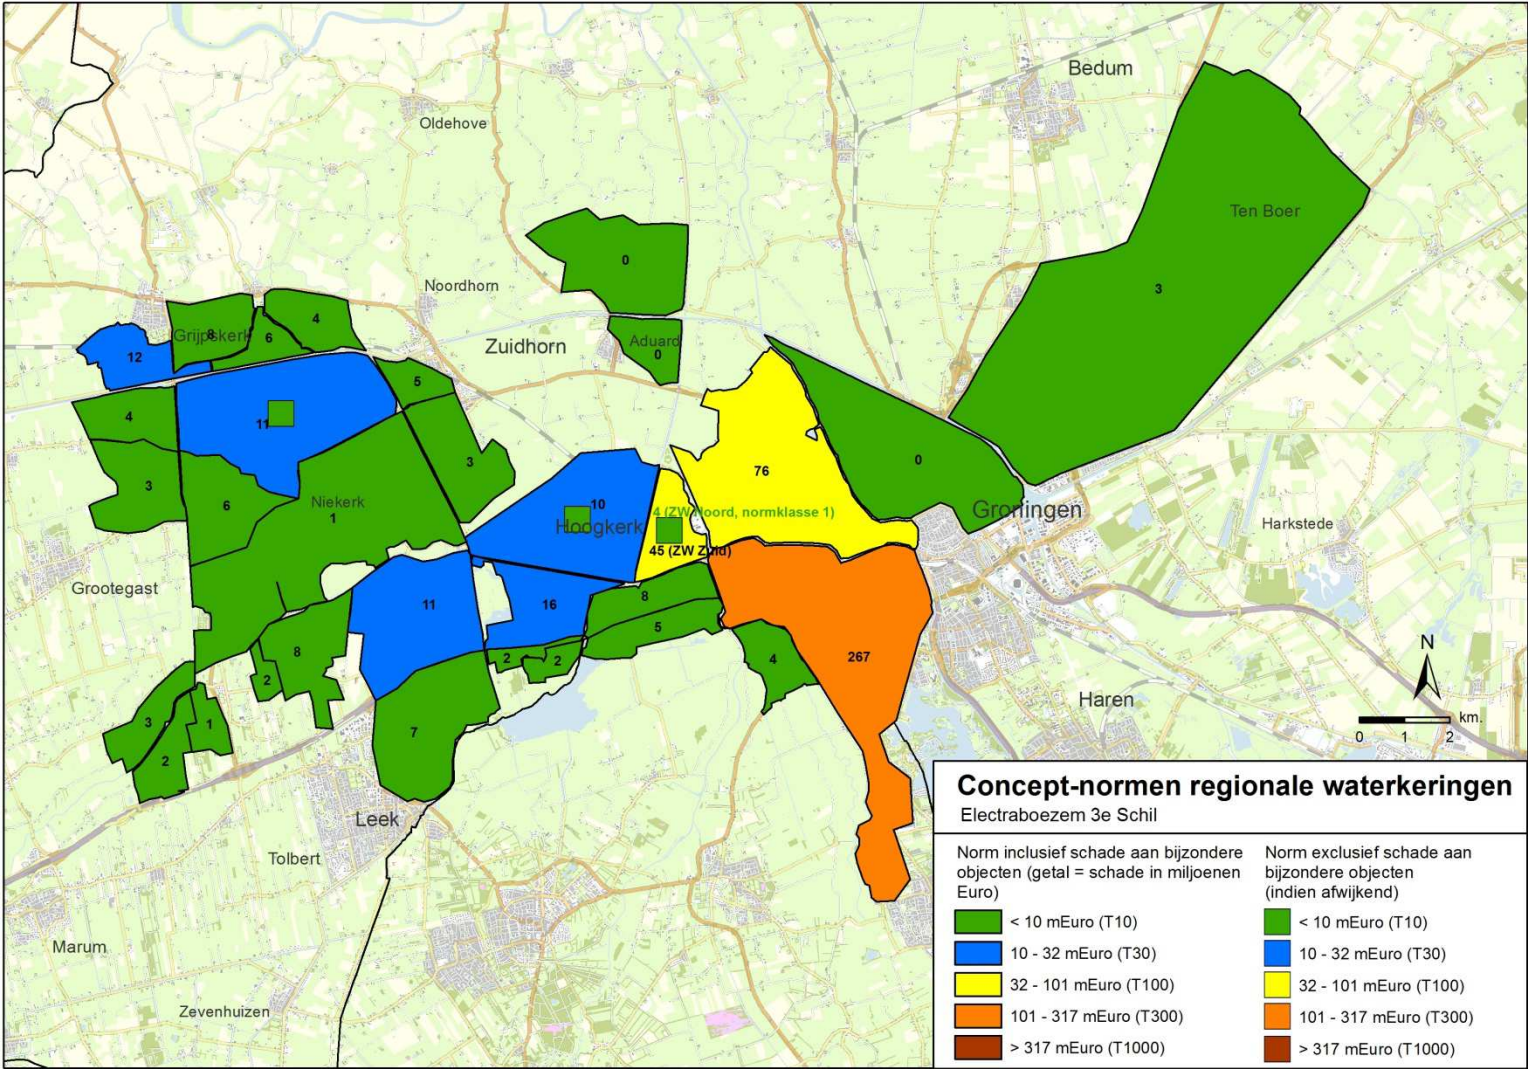 Bedum
Oldehove
Ten Boer
0
Noordhorn
3
4
8
Grijpskerk
6
Zuidhorn
Aduard
0
12
5
4
11
3
0
76
3
6
Niekerk
1
10
4 (ZW Noord, normklasse 1)
Groningen
Hoogkerk
Harkstede
45 (ZW Zuid)
Grootegast
11
16
8
5
N
8
2
2
4
267
2
Haren
3
1
7
km.
0 1 2
2
Leek
Tolbert
Marum
Zevenhuizen
Concept-normen regionale waterkeringen
Electraboezem 3e Schil
Norm inclusief schade aan bijzondere
objecten (getal = schade in miljoenen
Euro)
< 10 mEuro (T10)
10 - 32 mEuro (T30)
32 - 101 mEuro (T100)
101 - 317 mEuro (T300)
> 317 mEuro (T1000)
Norm exclusief schade aan
bijzondere objecten
(indien afwijkend)
< 10 mEuro (T10)
10 - 32 mEuro (T30)
32 - 101 mEuro (T100)
101 - 317 mEuro (T300)
> 317 mEuro (T1000)